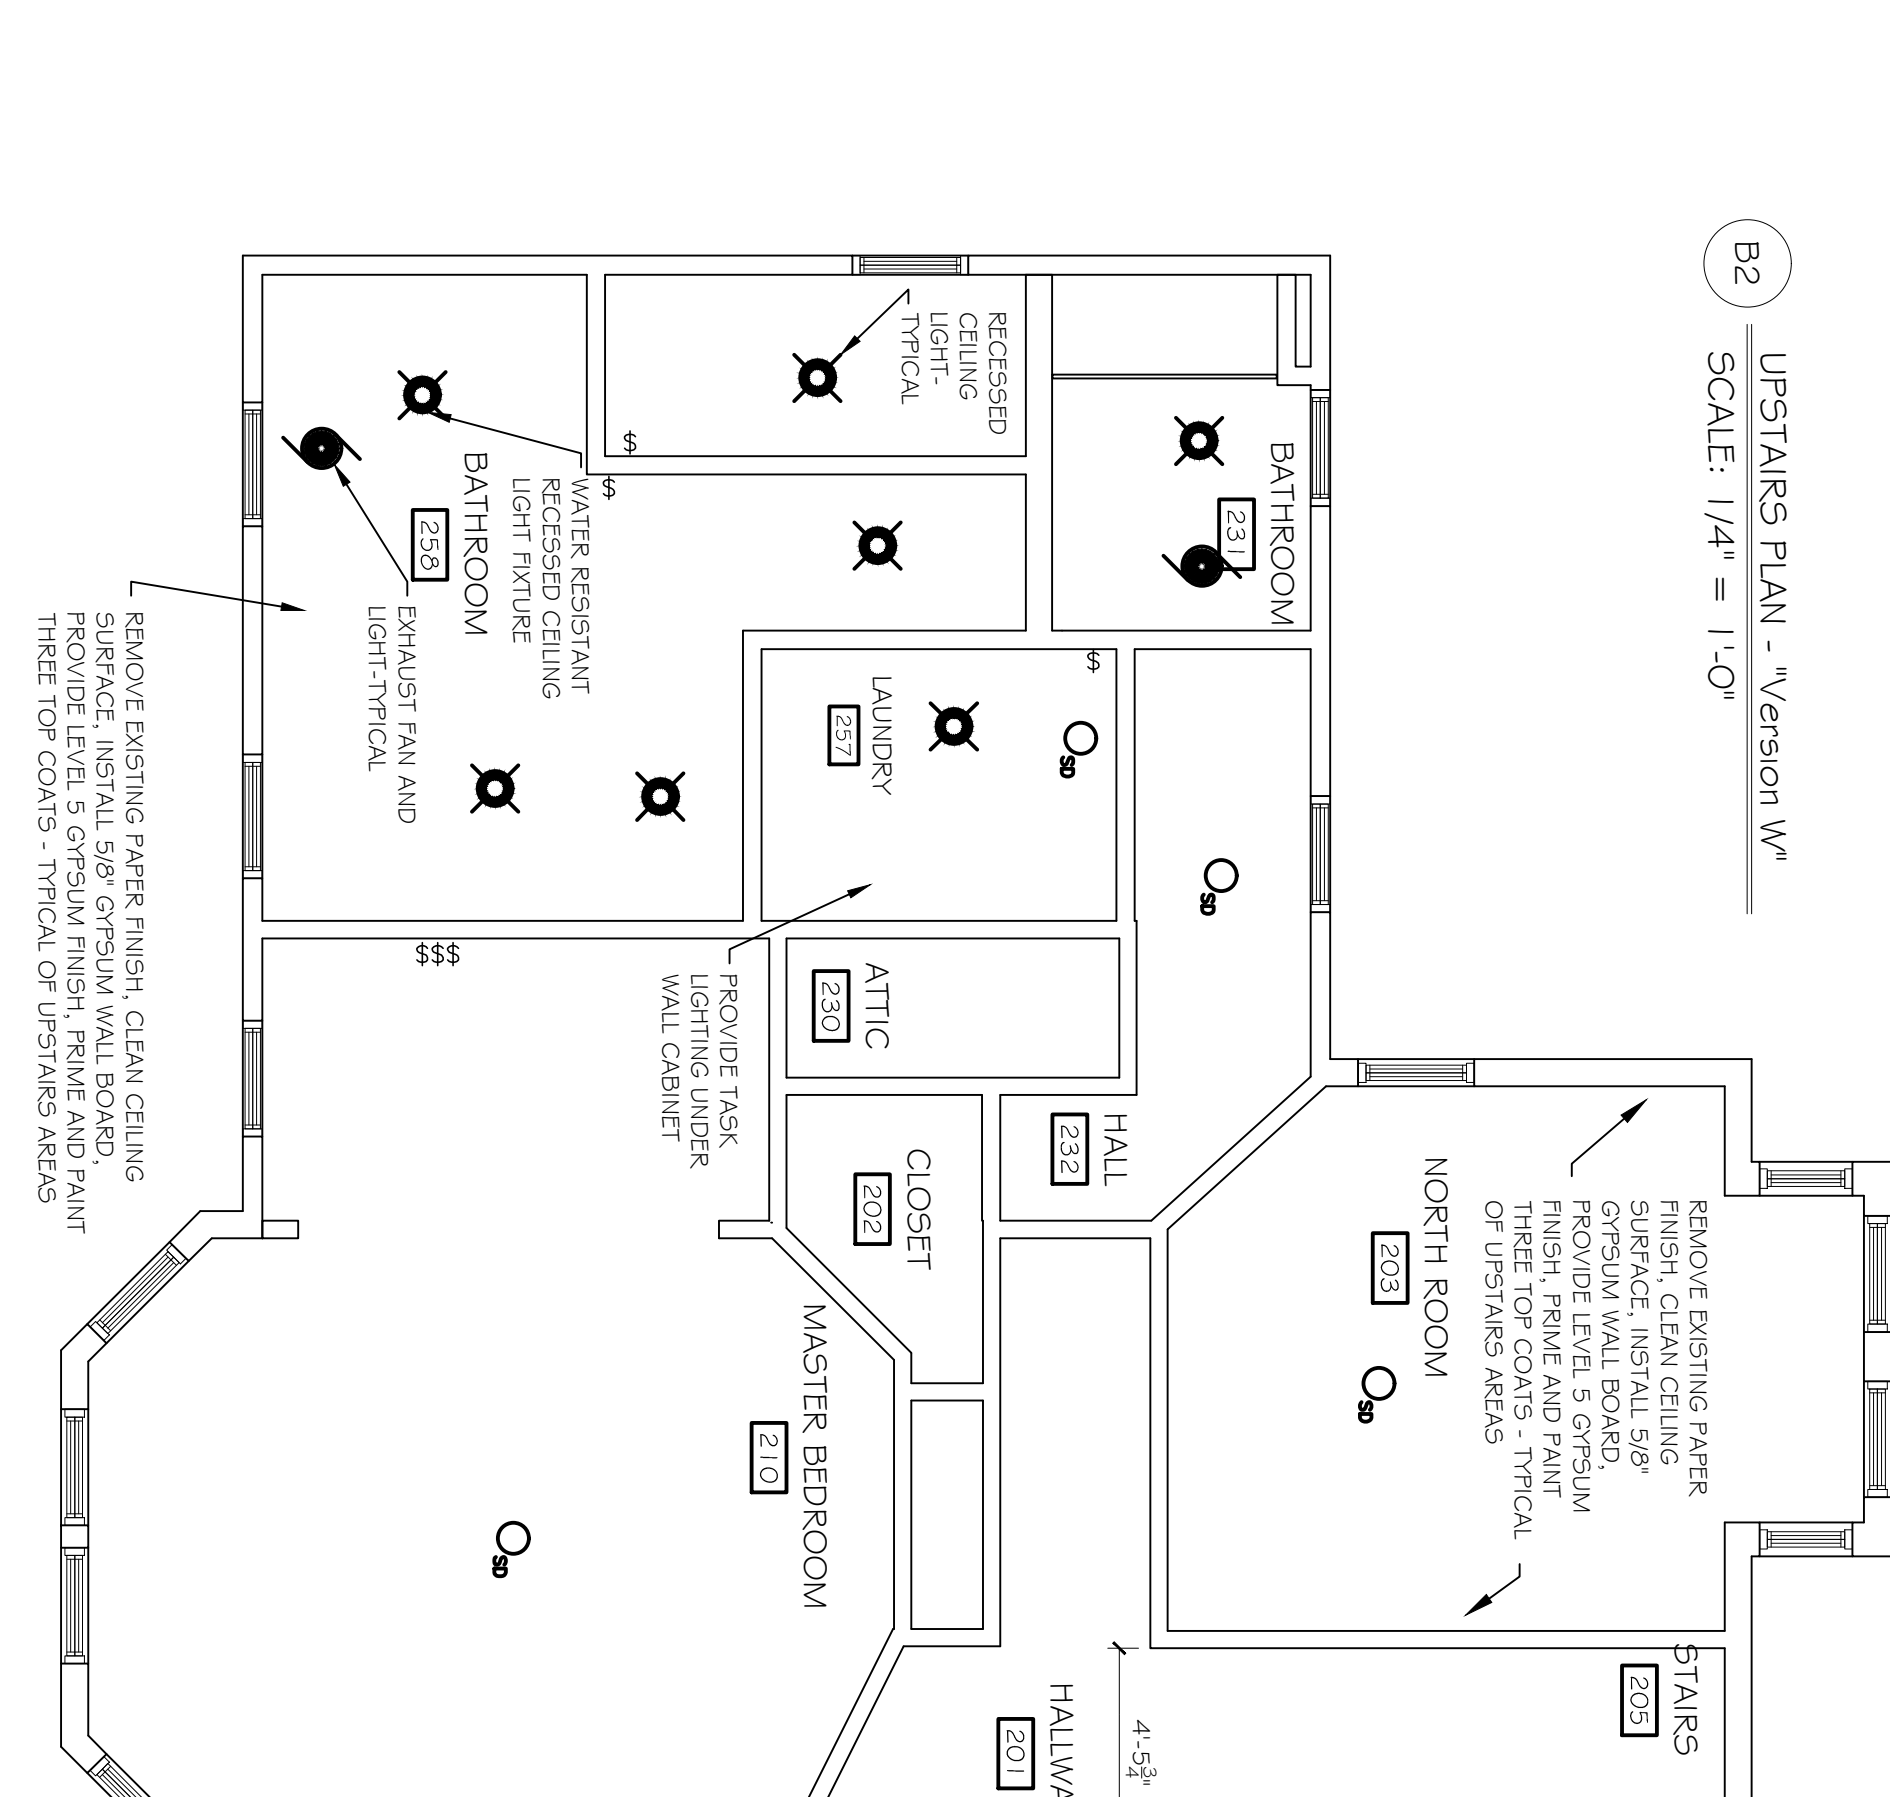 B2
UPSTAIRS PLAN - "Version W"
SCALE: 1/4" = 1'-0"
RECESSED
CEILING
LIGHT-
TYPICAL
BATHROOM
231
$
$
WATER RESISTANT
RECESSED CEILING
LIGHT FIXTURE
BATHROOM
258
EXHAUST FAN AND
LIGHT-TYPICAL
REMOVE EXISTING PAPER FINISH, CLEAN CEILING
SURFACE, INSTALL 5/8" GYPSUM WALL BOARD,
PROVIDE LEVEL 5 GYPSUM FINISH, PRIME AND PAINT
THREE TOP COATS - TYPICAL OF UPSTAIRS AREAS
$
LAUNDRY
257
SD
SD
$$$
PROVIDE TASK
LIGHTING UNDER
WALL CABINET
ATTIC
230
HALL
232
CLOSET
202
NORTH ROOM
203
SD
REMOVE EXISTING PAPER
FINISH, CLEAN CEILING
SURFACE, INSTALL 5/8"
GYPSUM WALL BOARD,
PROVIDE LEVEL 5 GYPSUM
FINISH, PRIME AND PAINT
THREE TOP COATS - TYPICAL
OF UPSTAIRS AREAS
MASTER BEDROOM
210
SD
STAIRS
205
HALLWA
201
4'-5 3/4"